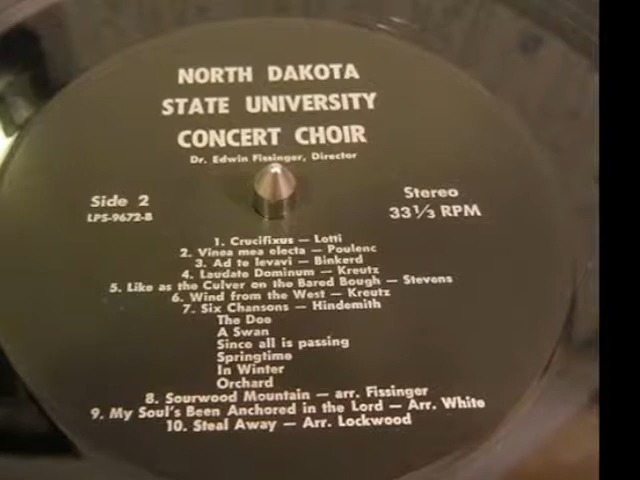 NORTH DAKOTA
STATE UNIVERSITY
CONCERT CHOIR
Dr. Edwin Fissinger, Director
Side 2
LPS-9672-B
Stereo
33⅓ RPM
1. Crucifixus — Lotti
2. Vinea mea electa — Poulenc
3. Ad te levavi — Binkerd
4. Laudate Dominum — Kreutz
5. Like as the Culver on the Bared Bough — Stevens
6. Wind from the West — Kreutz
7. Six Chansons — Hindemith
The Doe
A Swan
Since all is passing
Springtime
In Winter
Orchard
8. Sourwood Mountain — arr. Fissinger
9. My Soul's Been Anchored in the Lord — Arr. White
10. Steal Away — Arr. Lockwood